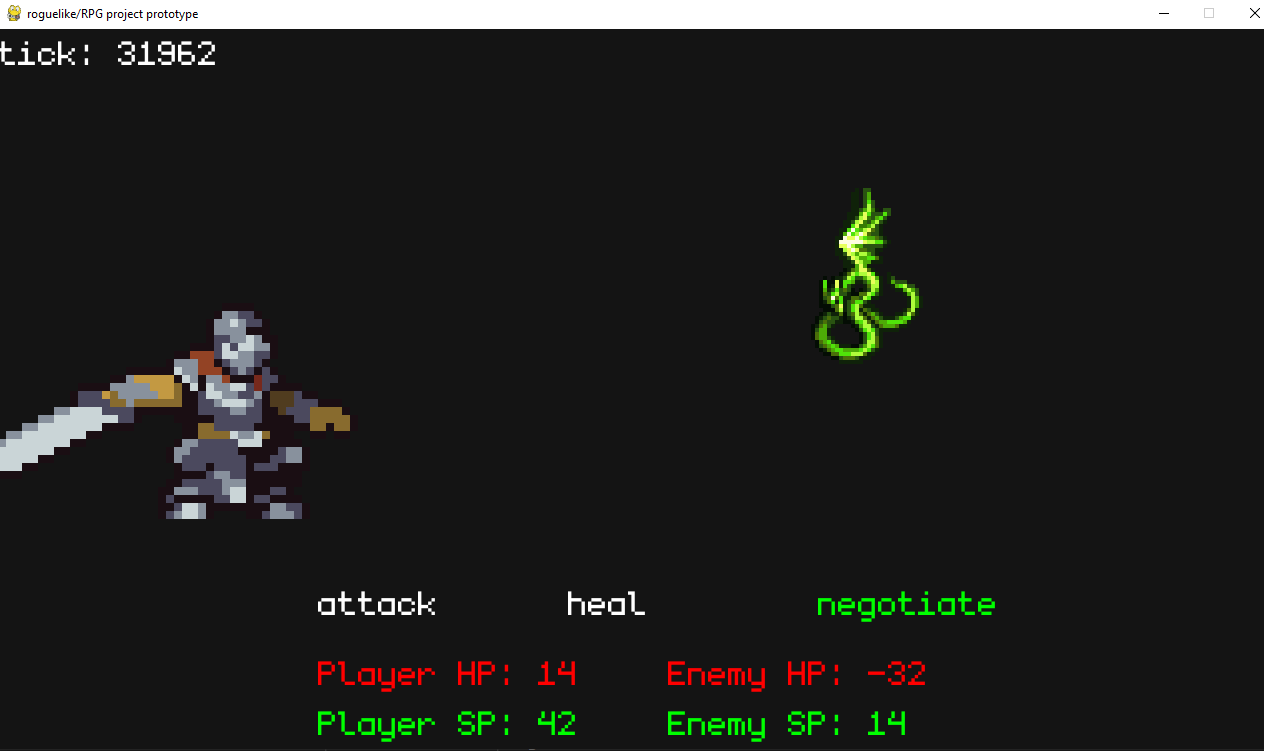 roguelike/RPG project prototype
tick: 31962
attack heal negotiate
Player HP: 14 Enemy HP: -32
Player SP: 42 Enemy SP: 14